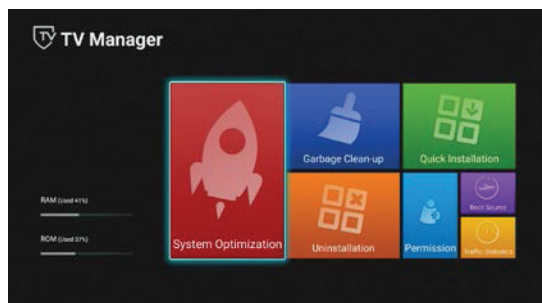 TV Manager
Garbage Clean-up
Quick Installation
RAM (Used 41%)
ROM (Used 37%)
System Optimization
Uninstallation
Permission
Boot Source
Traffic Statistics